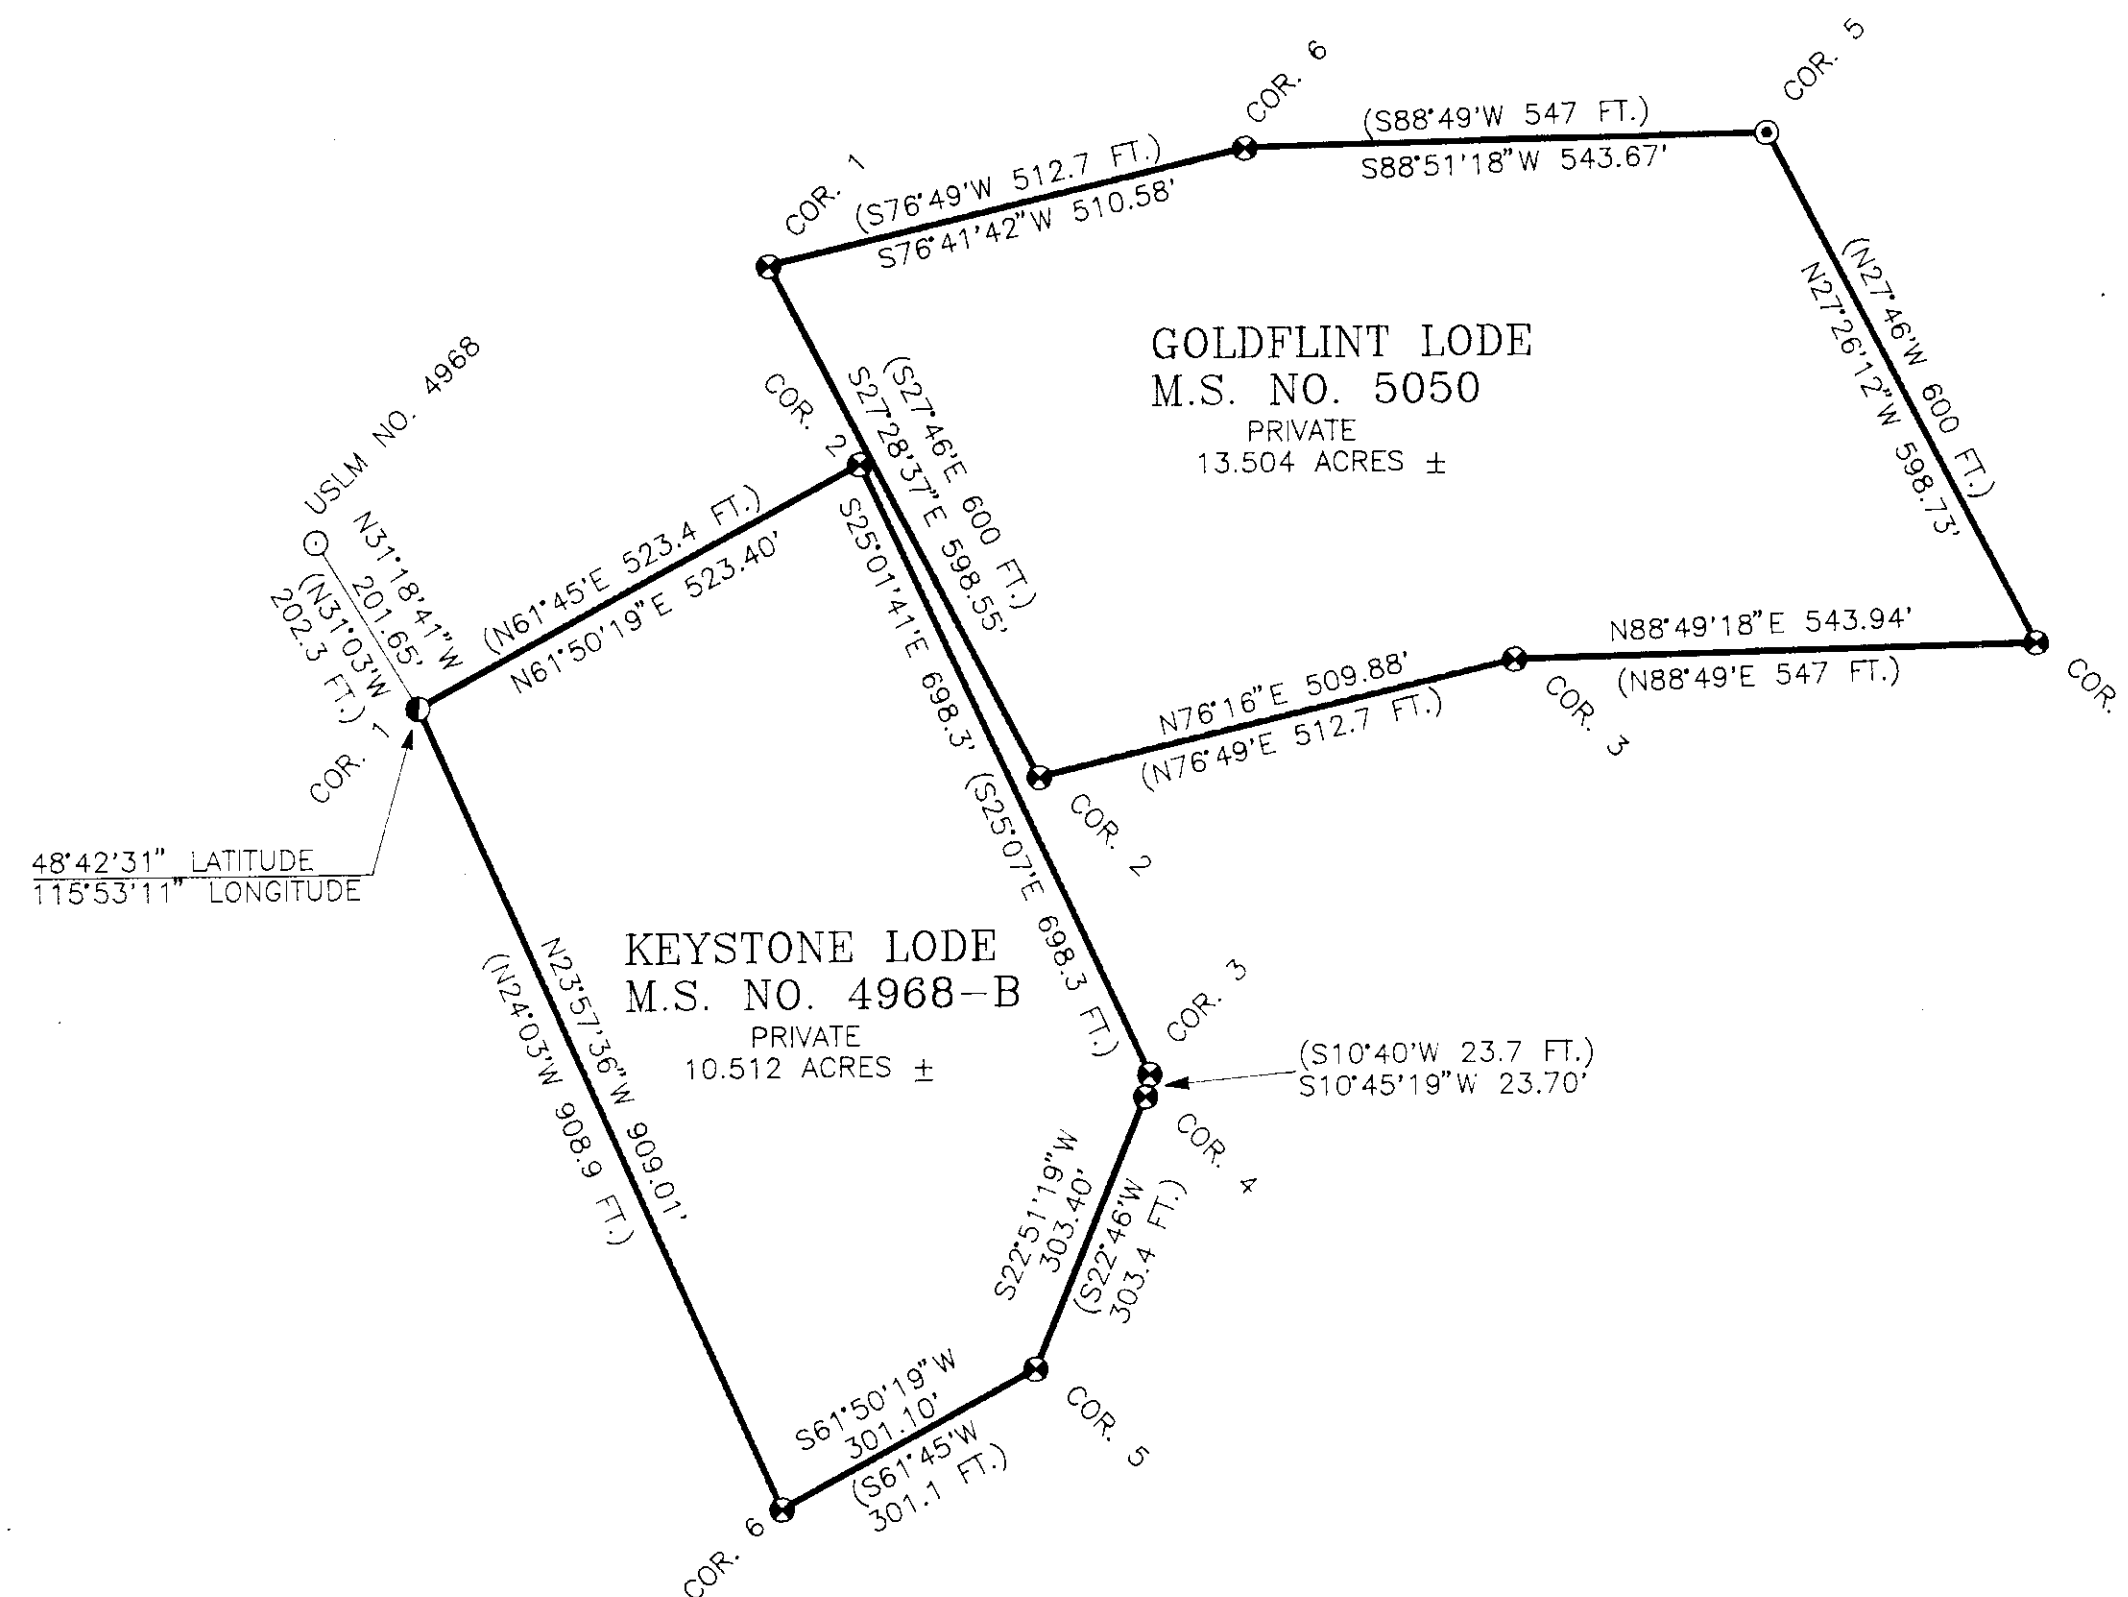 COR. 5
COR. 6
(S88°49'W 547 FT.)
S88°51'18"W 543.67'
COR. 1
(S76°49'W 512.7 FT.)
S76°41'42"W 510.58'
(N27°46'W 600 FT.)
N27°26'12"W 598.73'
GOLDFLINT LODE
M.S. NO. 5050
PRIVATE
13.504 ACRES ±
(S27°46'E 600 FT.)
S27°28'37"E 598.55'
COR. 2
USLM NO. 4968
N31°18'41"W
201.65'
(N31°03'W
202.3 FT.)
(N61°45'E 523.4 FT.)
N61°50'19"E 523.40'
S25°01'41"E 698.3' (S25°07'E 698.3 FT.)
N88°49'18"E 543.94'
(N88°49'E 547 FT.)
COR.
N76°16"E 509.88'
(N76°49'E 512.7 FT.)
COR. 3
COR. 2
COR. 1
48°42'31" LATITUDE
115°53'11" LONGITUDE
KEYSTONE LODE
M.S. NO. 4968-B
PRIVATE
10.512 ACRES ±
N23°57'36"W 909.01'
(N24°03'W 908.9 FT.)
COR. 3
(S10°40'W 23.7 FT.)
S10°45'19"W 23.70'
COR. 4
S22°51'19"W
303.40'
(S22°46'W
303.4 FT.)
S61°50'19"W
301.10'
(S61°45'W
301.1 FT.)
COR. 5
COR. 6